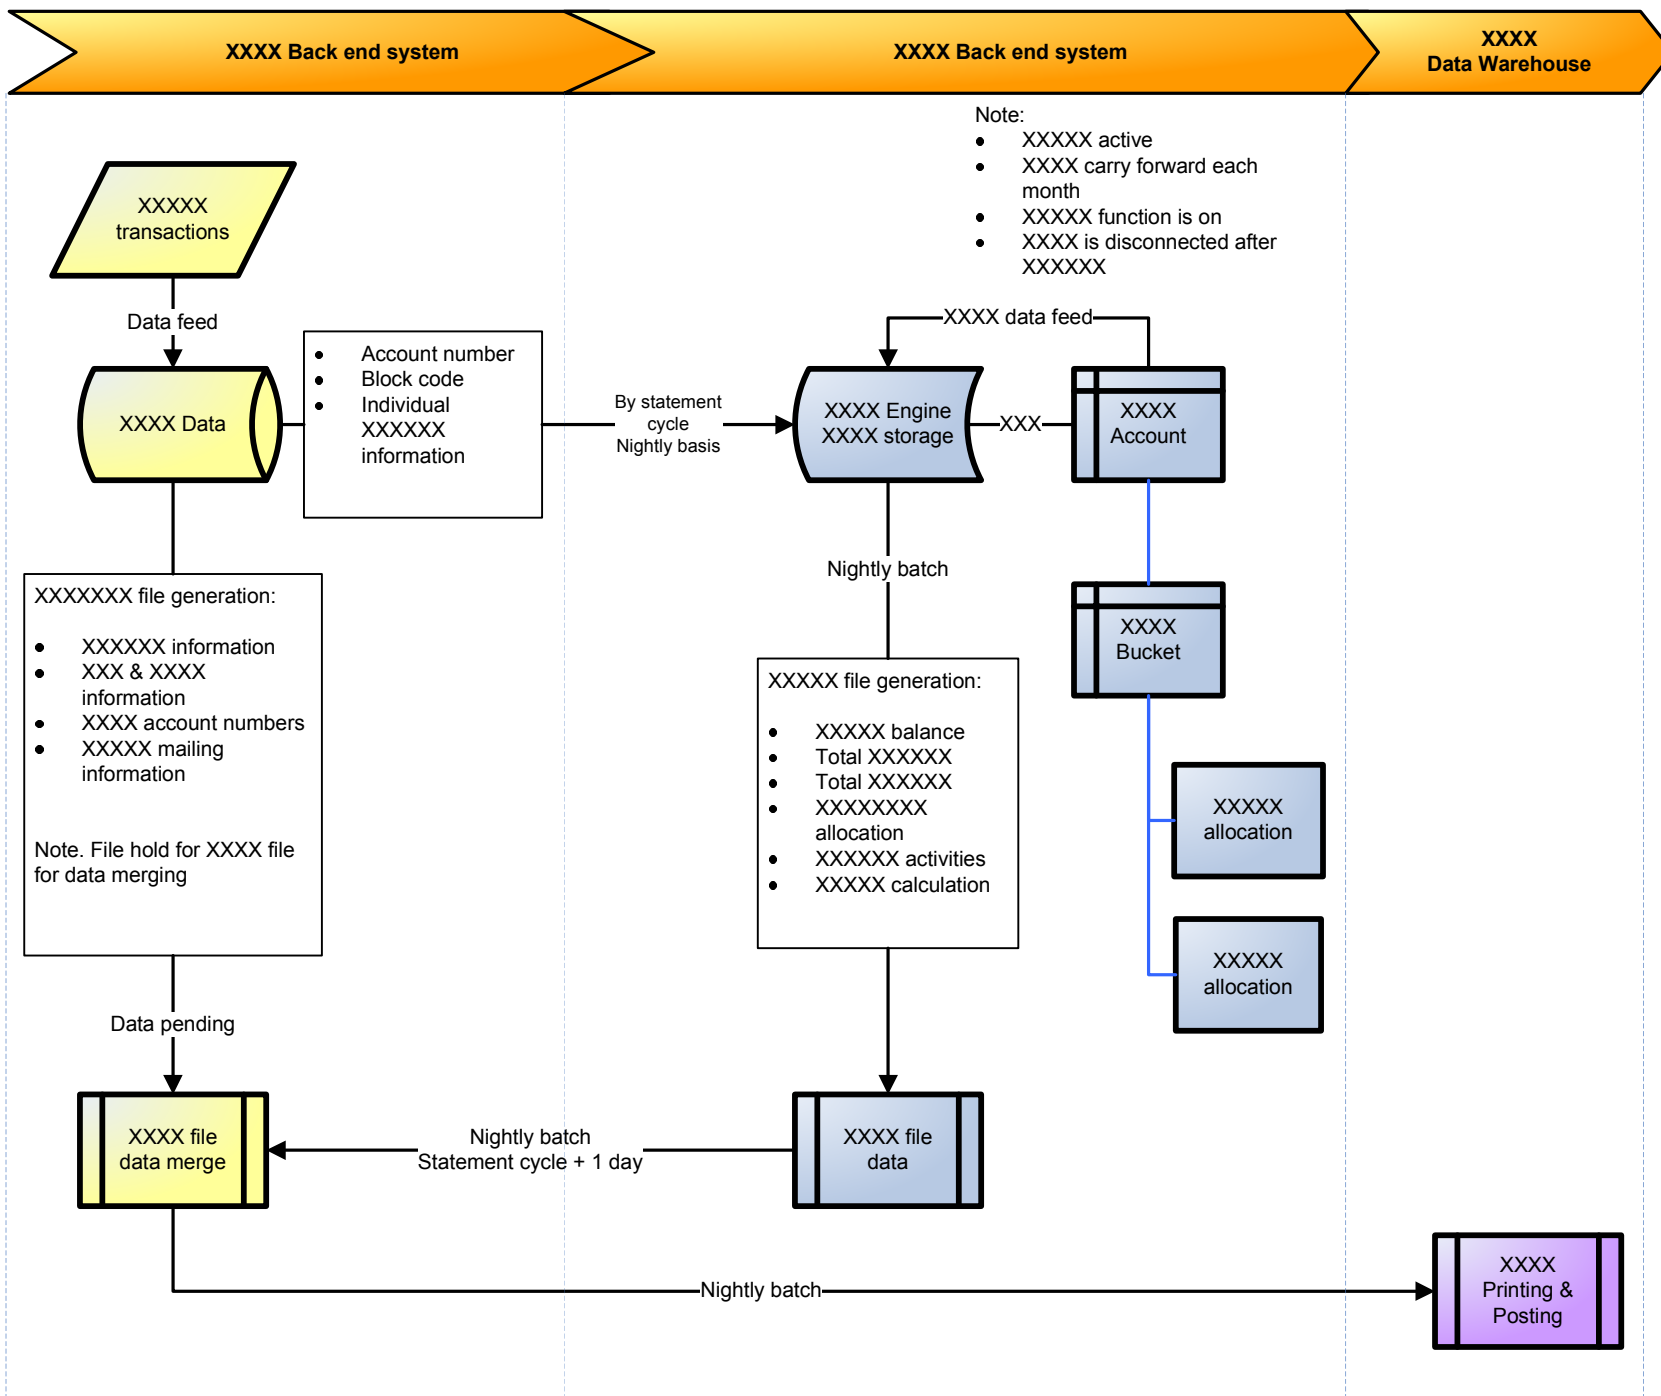 XXXX Back end system
XXXX Back end system
XXXX
Data Warehouse
Note:
• XXXXX active
• XXXX carry forward each
month
• XXXXX function is on
• XXXX is disconnected after
XXXXXX
XXXXX
transactions
Data feed
XXXX Data
• Account number
• Block code
• Individual
XXXXXX
information
By statement
cycle
Nightly basis
XXXX data feed
XXXX Engine
XXXX storage
XXX
XXXX
Account
Nightly batch
XXXX
Bucket
XXXXXXX file generation:
• XXXXXX information
• XXX & XXXX
information
• XXXX account numbers
• XXXXX mailing
information
Note. File hold for XXXX file
for data merging
XXXXX file generation:
• XXXXX balance
• Total XXXXXX
• Total XXXXXX
• XXXXXXXX
allocation
• XXXXXX activities
• XXXXX calculation
XXXXX
allocation
XXXXX
allocation
Data pending
XXXX file
data merge
Nightly batch
Statement cycle + 1 day
XXXX file
data
Nightly batch
XXXX
Printing &
Posting